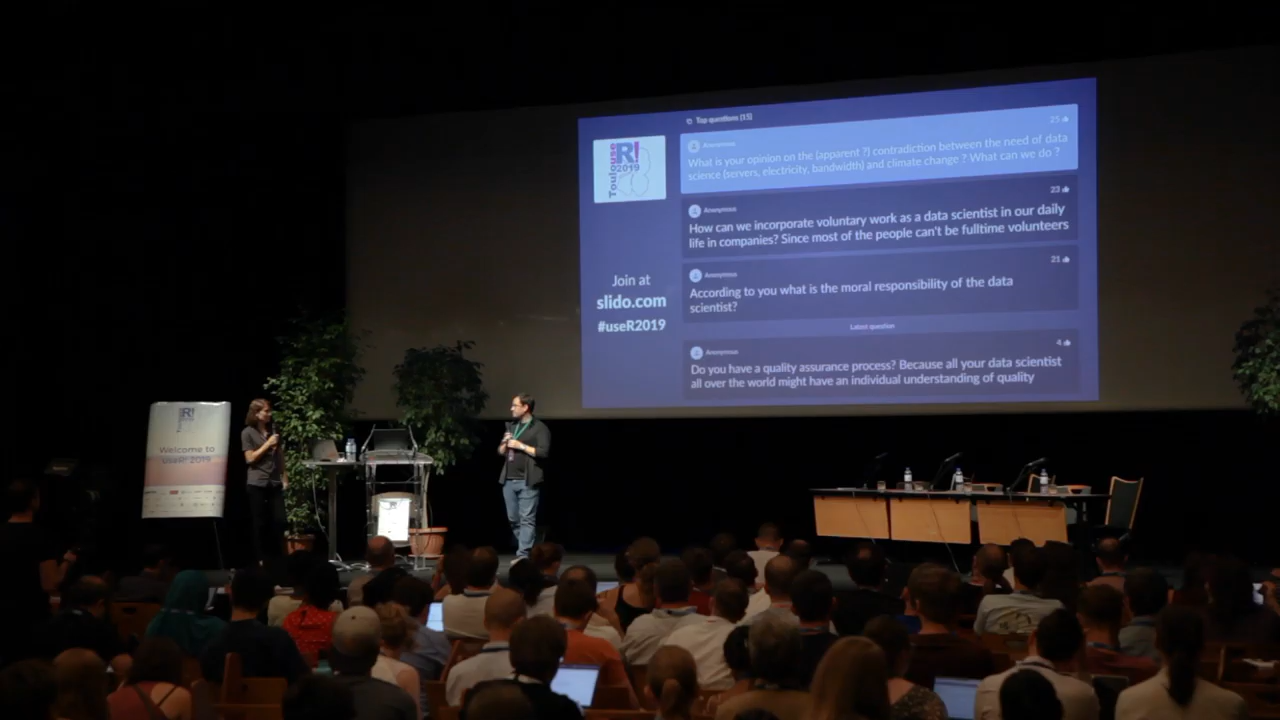 Top questions (15)
Toulouse
R!
2019
25
Anonymous
What is your opinion on the (apparent ?) contradiction between the need of data
science (servers, electricity, bandwidth) and climate change ? What can we do ?
23
Anonymous
How can we incorporate voluntary work as a data scientist in our daily
life in companies? Since most of the people can't be fulltime volunteers
21
Anonymous
According to you what is the moral responsibility of the data
scientist?
Join at
slido.com
#useR2019
Latest question
4
Anonymous
Do you have a quality assurance process? Because all your data scientist
all over the world might have an individual understanding of quality
R!
Welcome to
useR! 2019